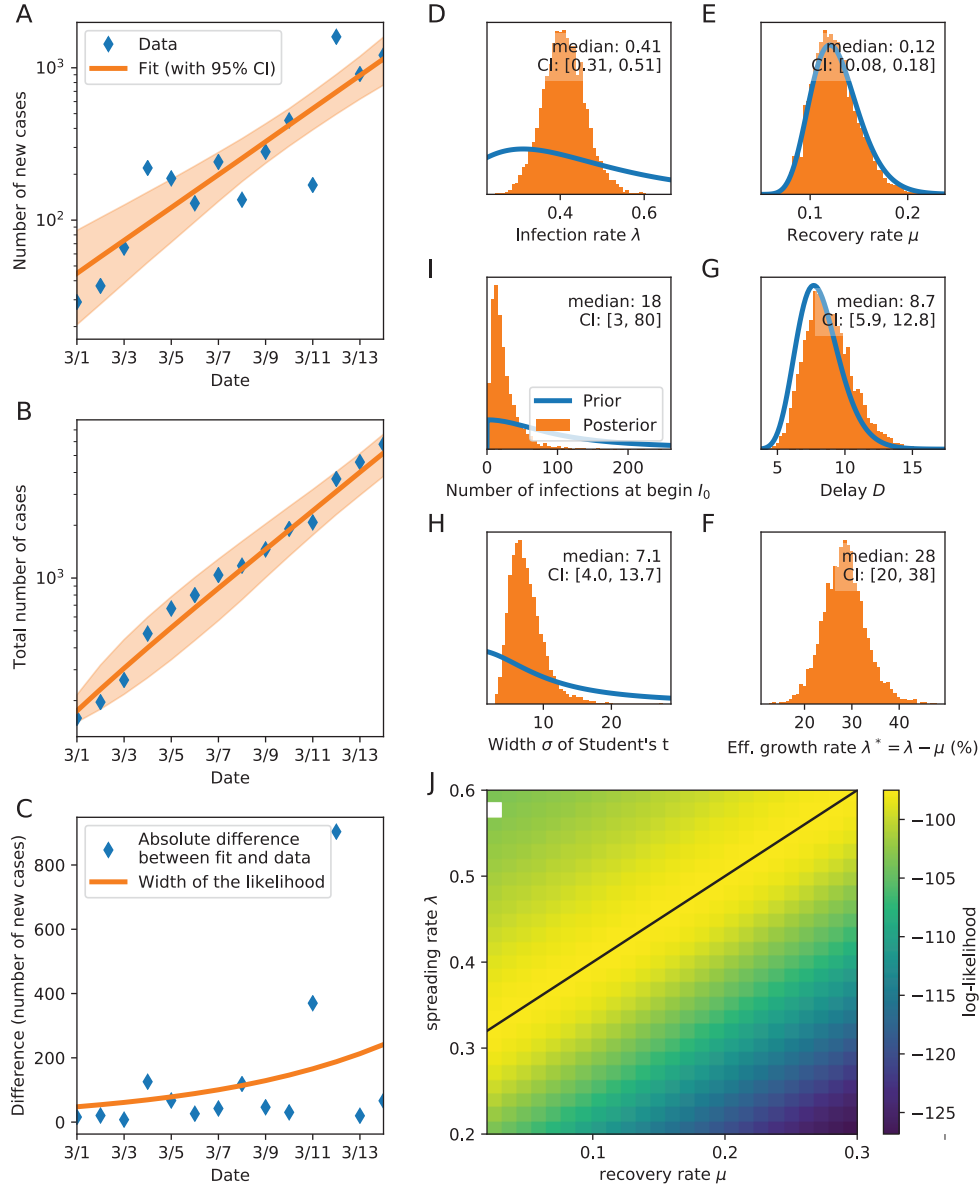 A
Data
Fit (with 95% CI)
10³
10²
Number of new cases
3/1 3/3 3/5 3/7 3/9 3/11 3/13
Date
B
10³
Total number of cases
3/1 3/3 3/5 3/7 3/9 3/11 3/13
Date
C
Absolute difference
between fit and data
Width of the likelihood
800
600
400
200
0
Difference (number of new cases)
3/1 3/3 3/5 3/7 3/9 3/11 3/13
Date
D
median: 0.41
CI: [0.31, 0.51]
0.4 0.6
Infection rate λ
E
median: 0.12
CI: [0.08, 0.18]
0.1 0.2
Recovery rate μ
I
median: 18
CI: [3, 80]
Prior
Posterior
0 100 200
Number of infections at begin I₀
G
median: 8.7
CI: [5.9, 12.8]
5 10 15
Delay D
H
median: 7.1
CI: [4.0, 13.7]
10 20
Width σ of Student's t
F
median: 28
CI: [20, 38]
20 30 40
Eff. growth rate λ* = λ − μ (%)
J
0.6
0.5
0.4
0.3
0.2
spreading rate λ
0.1 0.2 0.3
recovery rate μ
−100
−105
−110
−115
−120
−125
log-likelihood